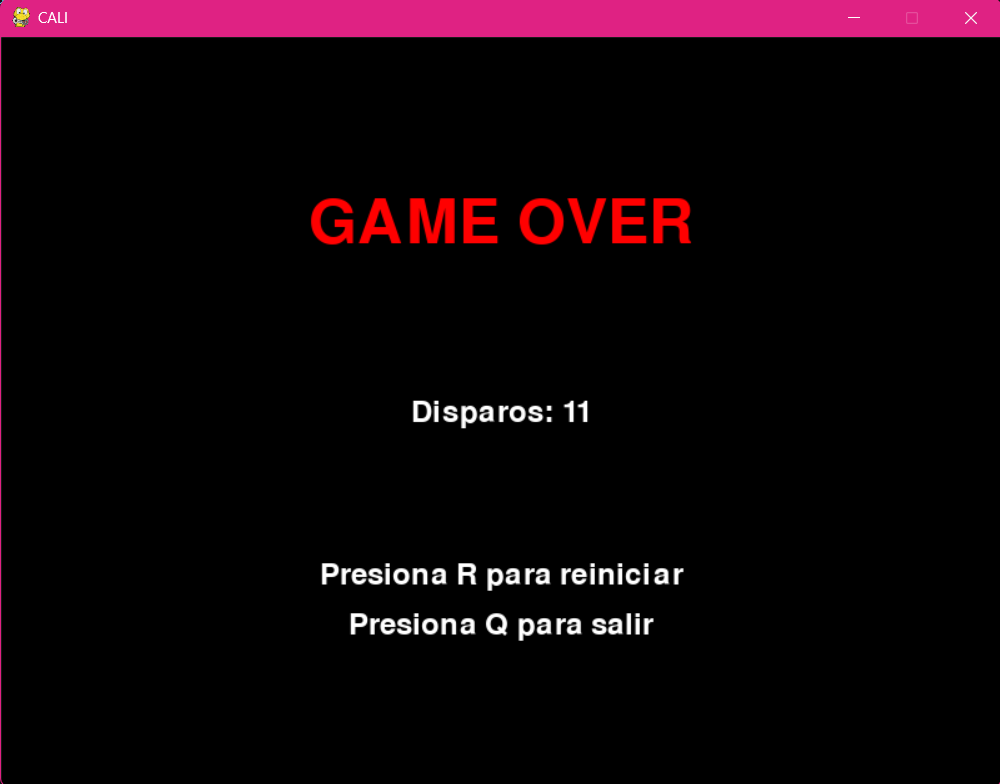 CALI
GAME OVER
Disparos: 11
Presiona R para reiniciar
Presiona Q para salir